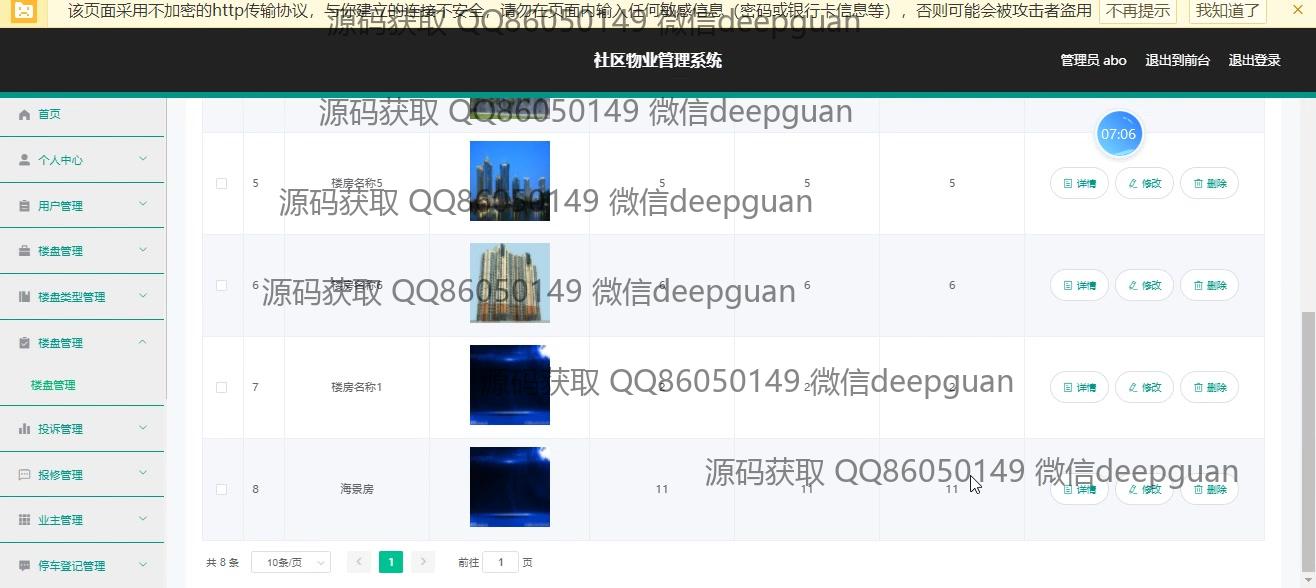 该页面采用不加密的http传输协议，与你建立的连接不安全，请勿在页面内输入任何敏感信息（密码或银行卡信息等），否则可能会被攻击者盗用 不再提示 我知道了
源码获取 QQ86050149 微信deepguan
社区物业管理系统 管理员 abo 退出到前台 退出登录
源码获取 QQ86050149 微信deepguan
首页
07:06
个人中心
5 楼房名称5 5 5 5 详情 修改 删除
源码获取 QQ86050149 微信deepguan
用户管理
楼盘管理
6 楼房名称6 6 6 6 详情 修改 删除
源码获取 QQ86050149 微信deepguan
楼盘类型管理
楼盘管理
楼盘管理
7 楼房名称1 2 2 2 详情 修改 删除
源码获取 QQ86050149 微信deepguan
投诉管理
报修管理
源码获取 QQ86050149 微信deepguan
8 海景房 11 11 11 详情 修改 删除
业主管理
停车登记管理
共 8 条 10条/页 1 前往 1 页